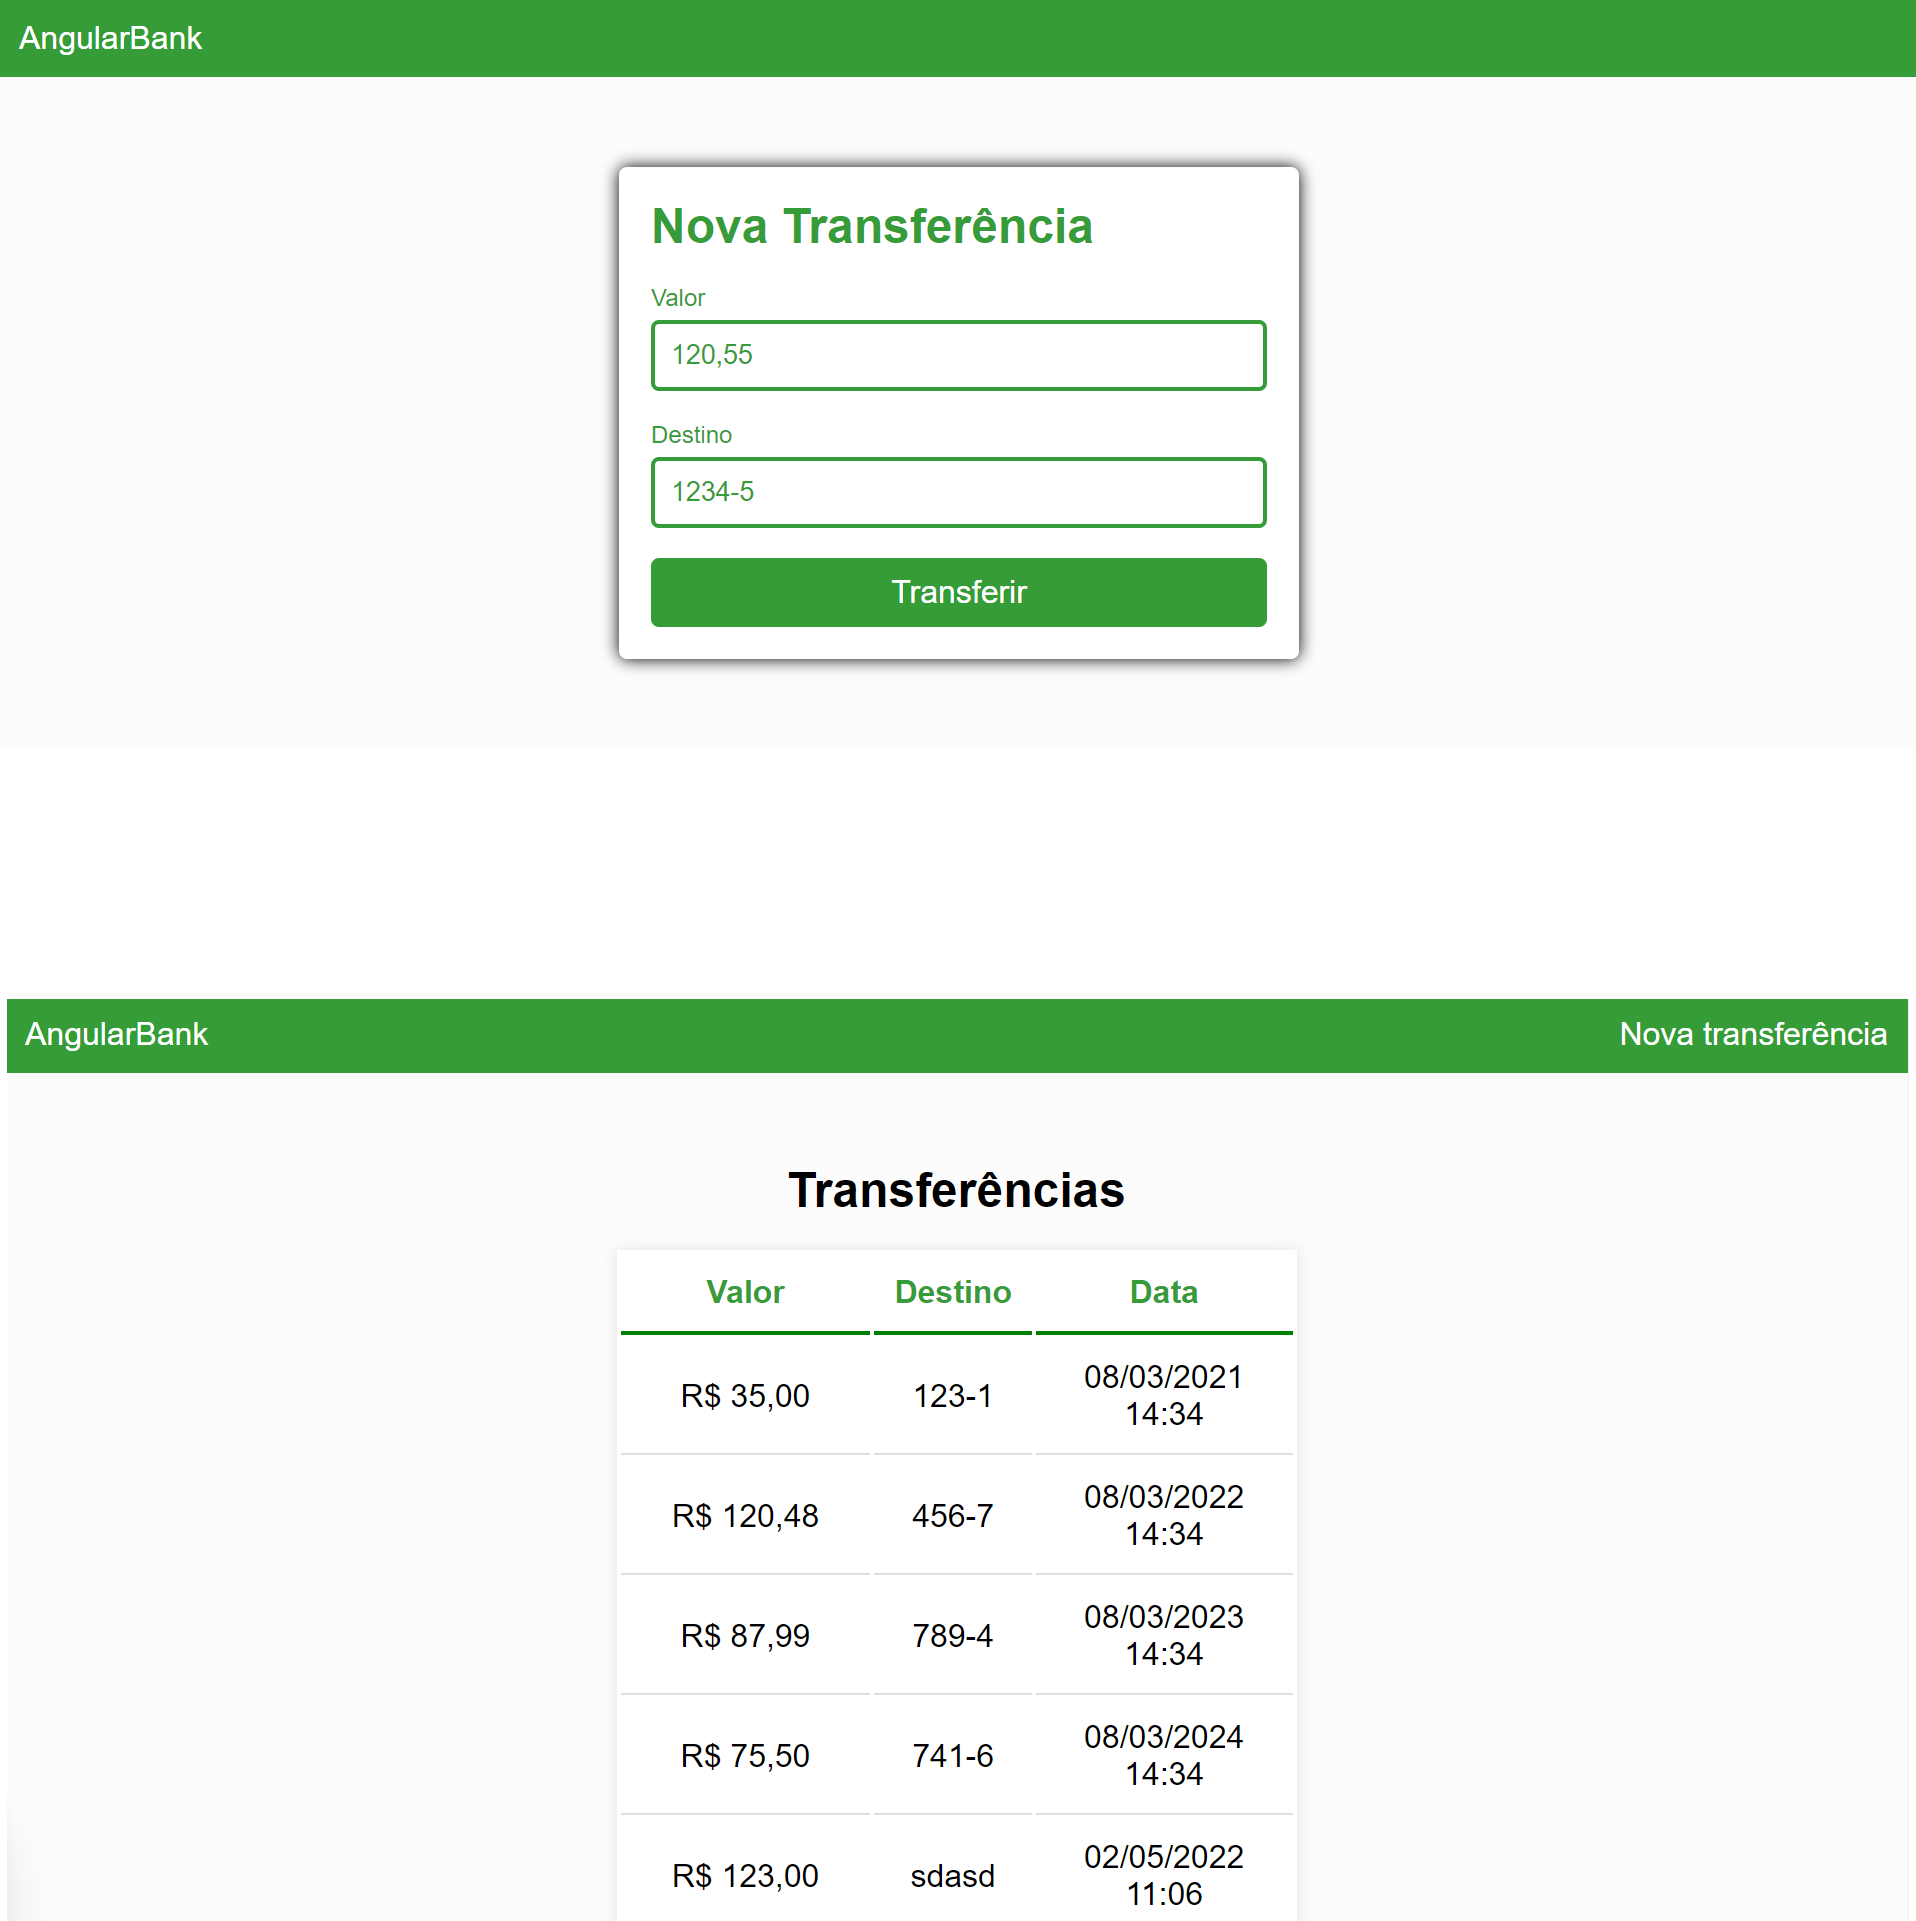 AngularBank
Nova Transferência
Valor
120,55
Destino
1234-5
Transferir
AngularBank Nova transferência
Transferências
Valor Destino Data
R$ 35,00 123-1 08/03/2021 14:34
R$ 120,48 456-7 08/03/2022 14:34
R$ 87,99 789-4 08/03/2023 14:34
R$ 75,50 741-6 08/03/2024 14:34
R$ 123,00 sdasd 02/05/2022 11:06